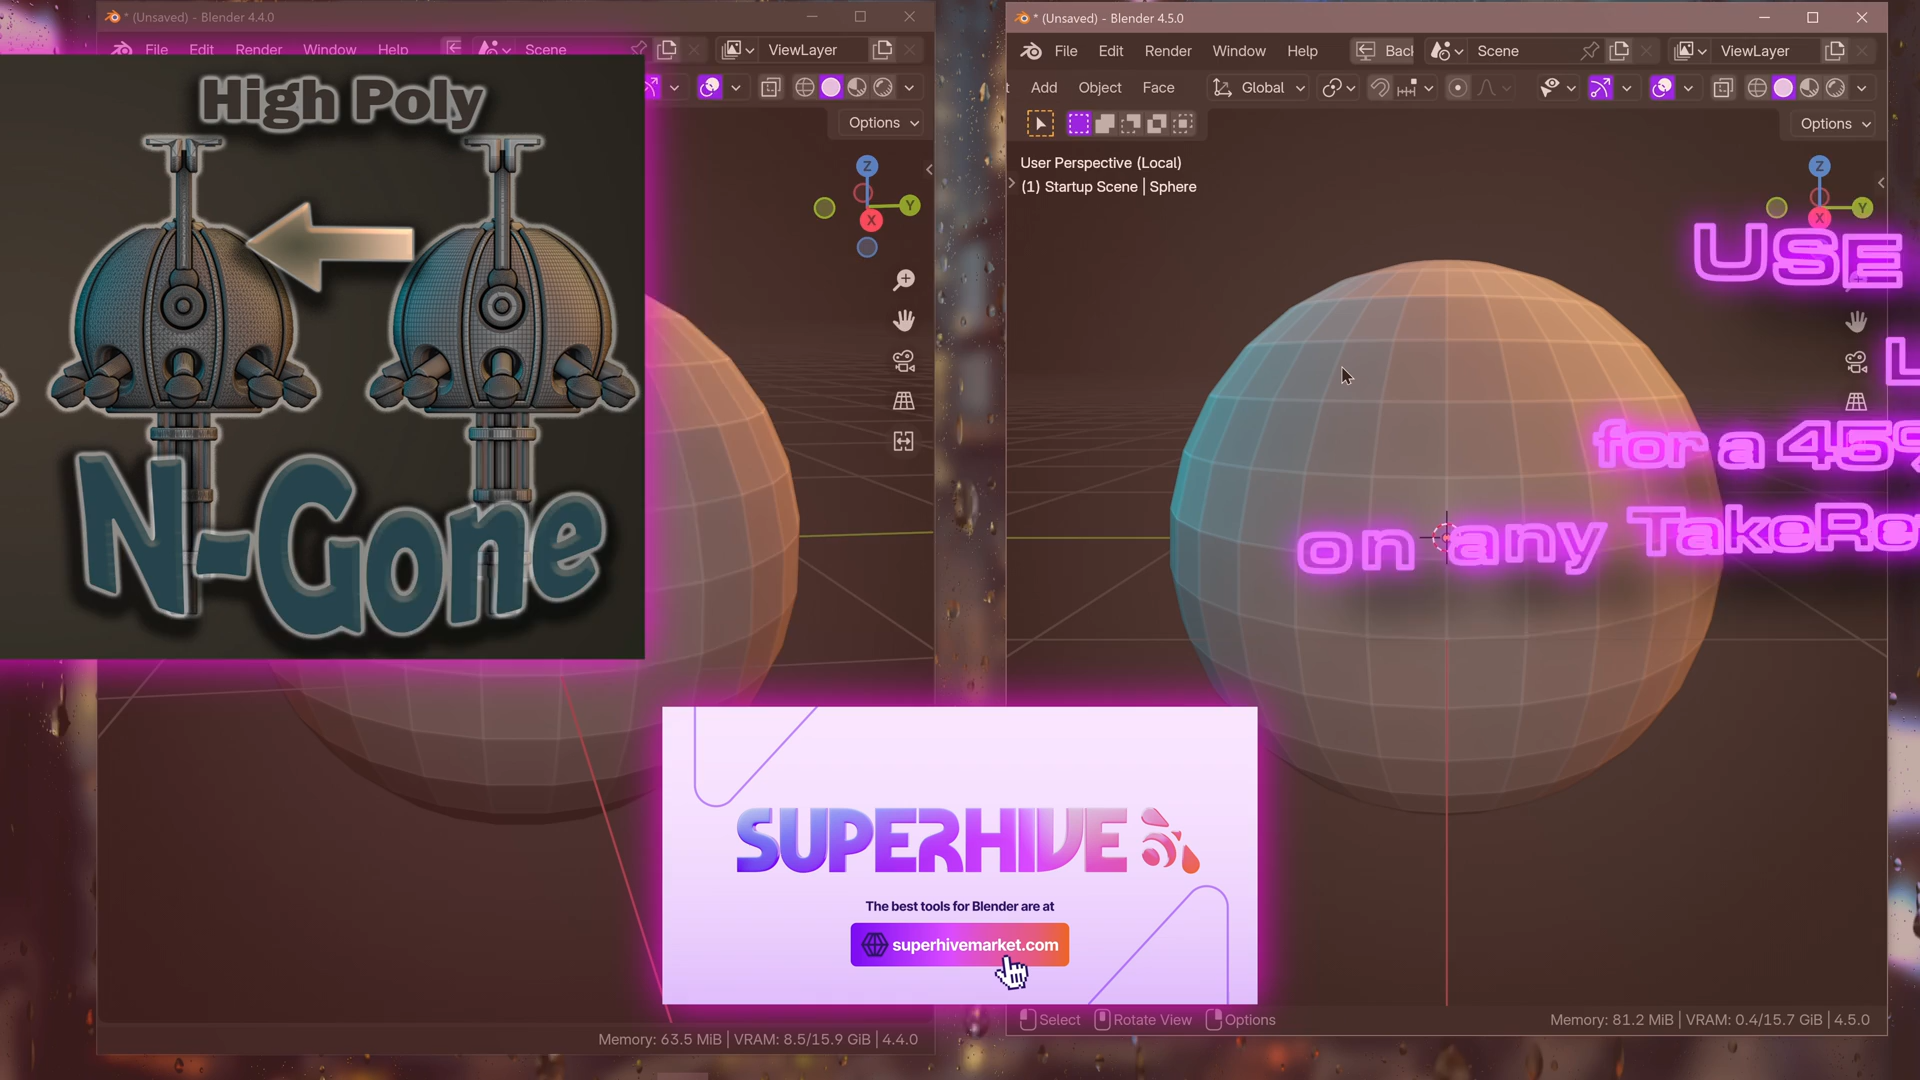 * (Unsaved) - Blender 4.4.0
File Edit Render Window Help Scene ViewLayer
Options
Z
Y
X
High Poly
N-Gone
Memory: 63.5 MiB | VRAM: 8.5/15.9 GiB | 4.4.0
* (Unsaved) - Blender 4.5.0
File Edit Render Window Help Back Scene ViewLayer
Add Object Face Global
Options
User Perspective (Local)
(1) Startup Scene | Sphere
Z
Y
X
USE
L
for a 45%
on any TakeRe
SUPERHIVE
The best tools for Blender are at
superhivemarket.com
Select Rotate View Options
Memory: 81.2 MiB | VRAM: 0.4/15.7 GiB | 4.5.0